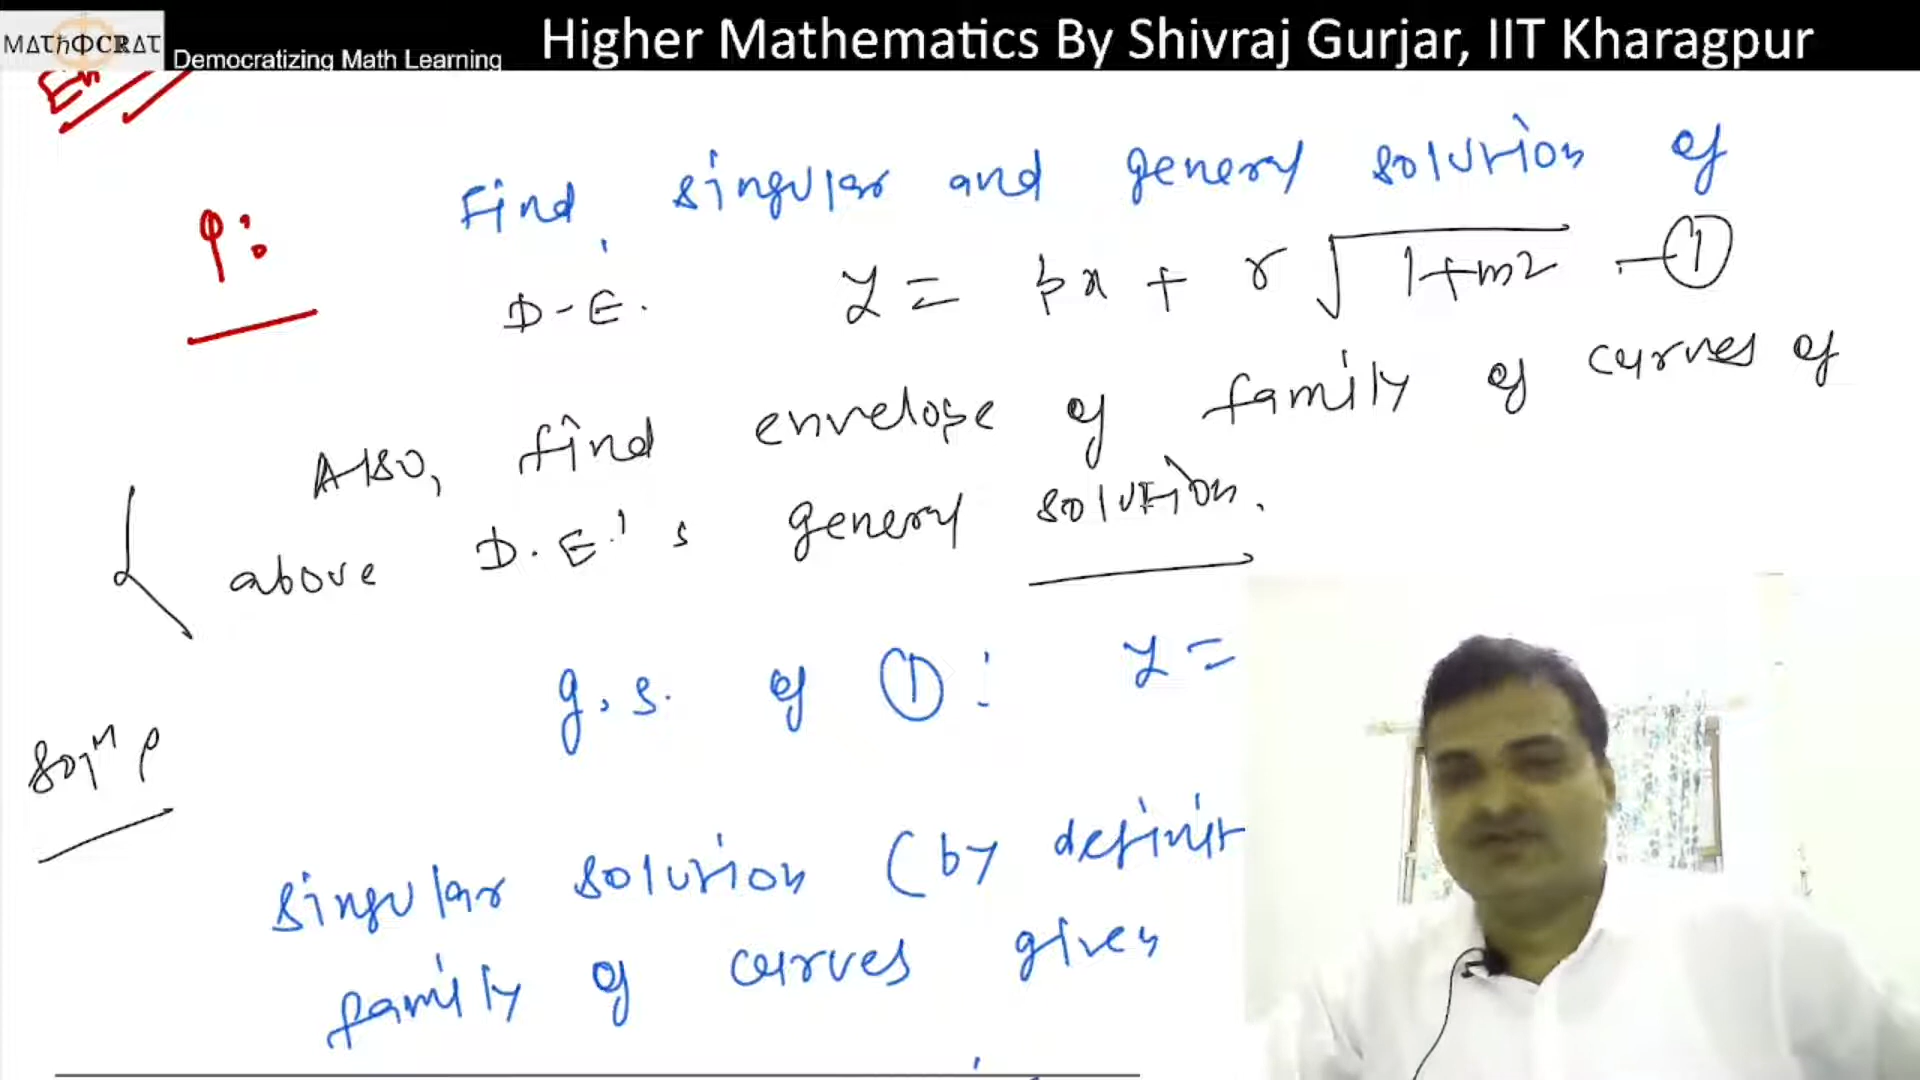 MΔTℏΦCRΔT
Democratizing Math Learning
Higher Mathematics By Shivraj Gurjar, IIT Kharagpur
Q:
Find singular and general solution of
D-E. y = px + r √1+m2 - ①
Also, find envelope of family of curves of
above D.E.'s general solution.
g.s. of ①: y =
Solⁿ
singular solution (by definit
family of curves gives